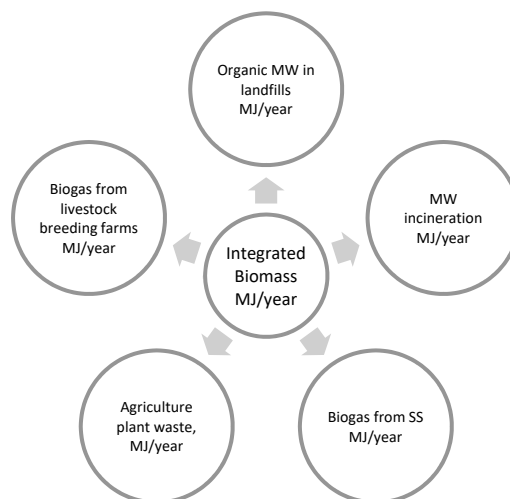 Organic MW in
landfills
MJ/year
Biogas from
livestock
breeding farms
MJ/year
MW
incineration
MJ/year
Integrated
Biomass
MJ/year
Agriculture
plant waste,
MJ/year
Biogas from SS
MJ/year